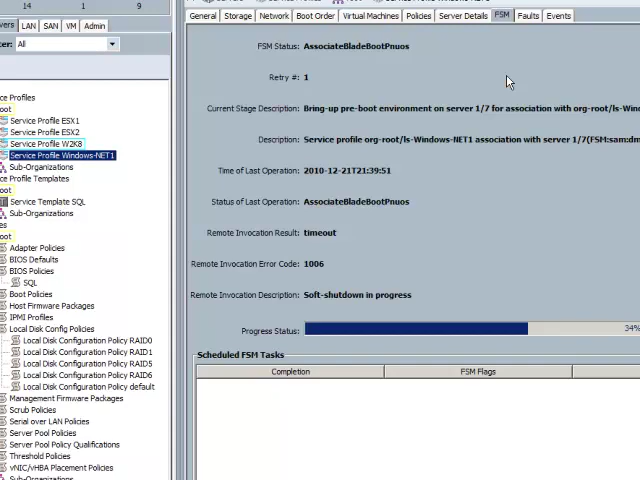 14 1 9
General Storage Network Boot Order Virtual Machines Policies Server Details FSM Faults Events
LAN SAN VM Admin
All
FSM Status: AssociateBladeBootPnuos
Retry #: 1
Current Stage Description: Bring-up pre-boot environment on server 1/7 for association with org-root/ls-Windo
Description: Service profile org-root/ls-Windows-NET1 association with server 1/7(FSM:sam:dm
Time of Last Operation: 2010-12-21T21:39:51
Status of Last Operation: AssociateBladeBootPnuos
Remote Invocation Result: timeout
Remote Invocation Error Code: 1006
Remote Invocation Description: Soft-shutdown in progress
Progress Status: 34%
Scheduled FSM Tasks
Completion FSM Flags
ce Profiles
oot
Service Profile ESX1
Service Profile ESX2
Service Profile W2K8
Service Profile Windows-NET1
Sub-Organizations
ce Profile Templates
oot
Service Template SQL
Sub-Organizations
es
oot
Adapter Policies
BIOS Defaults
BIOS Policies
SQL
Boot Policies
Host Firmware Packages
IPMI Profiles
Local Disk Config Policies
Local Disk Configuration Policy RAID0
Local Disk Configuration Policy RAID1
Local Disk Configuration Policy RAID5
Local Disk Configuration Policy RAID6
Local Disk Configuration Policy default
Management Firmware Packages
Scrub Policies
Serial over LAN Policies
Server Pool Policies
Server Pool Policy Qualifications
Threshold Policies
vNIC/vHBA Placement Policies
Sub-Organizations